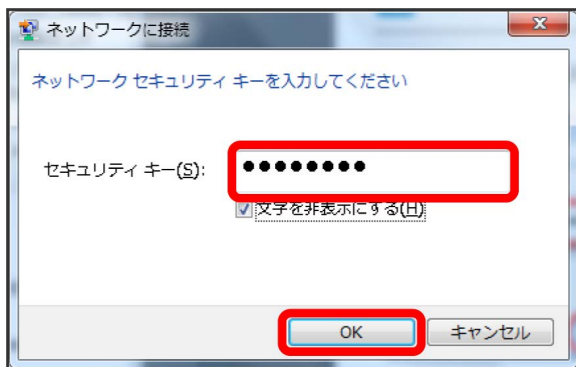 ネットワークに接続
ネットワーク セキュリティ キーを入力してください
セキュリティ キー(S):
●●●●●●●●
文字を非表示にする(H)
OK
キャンセル